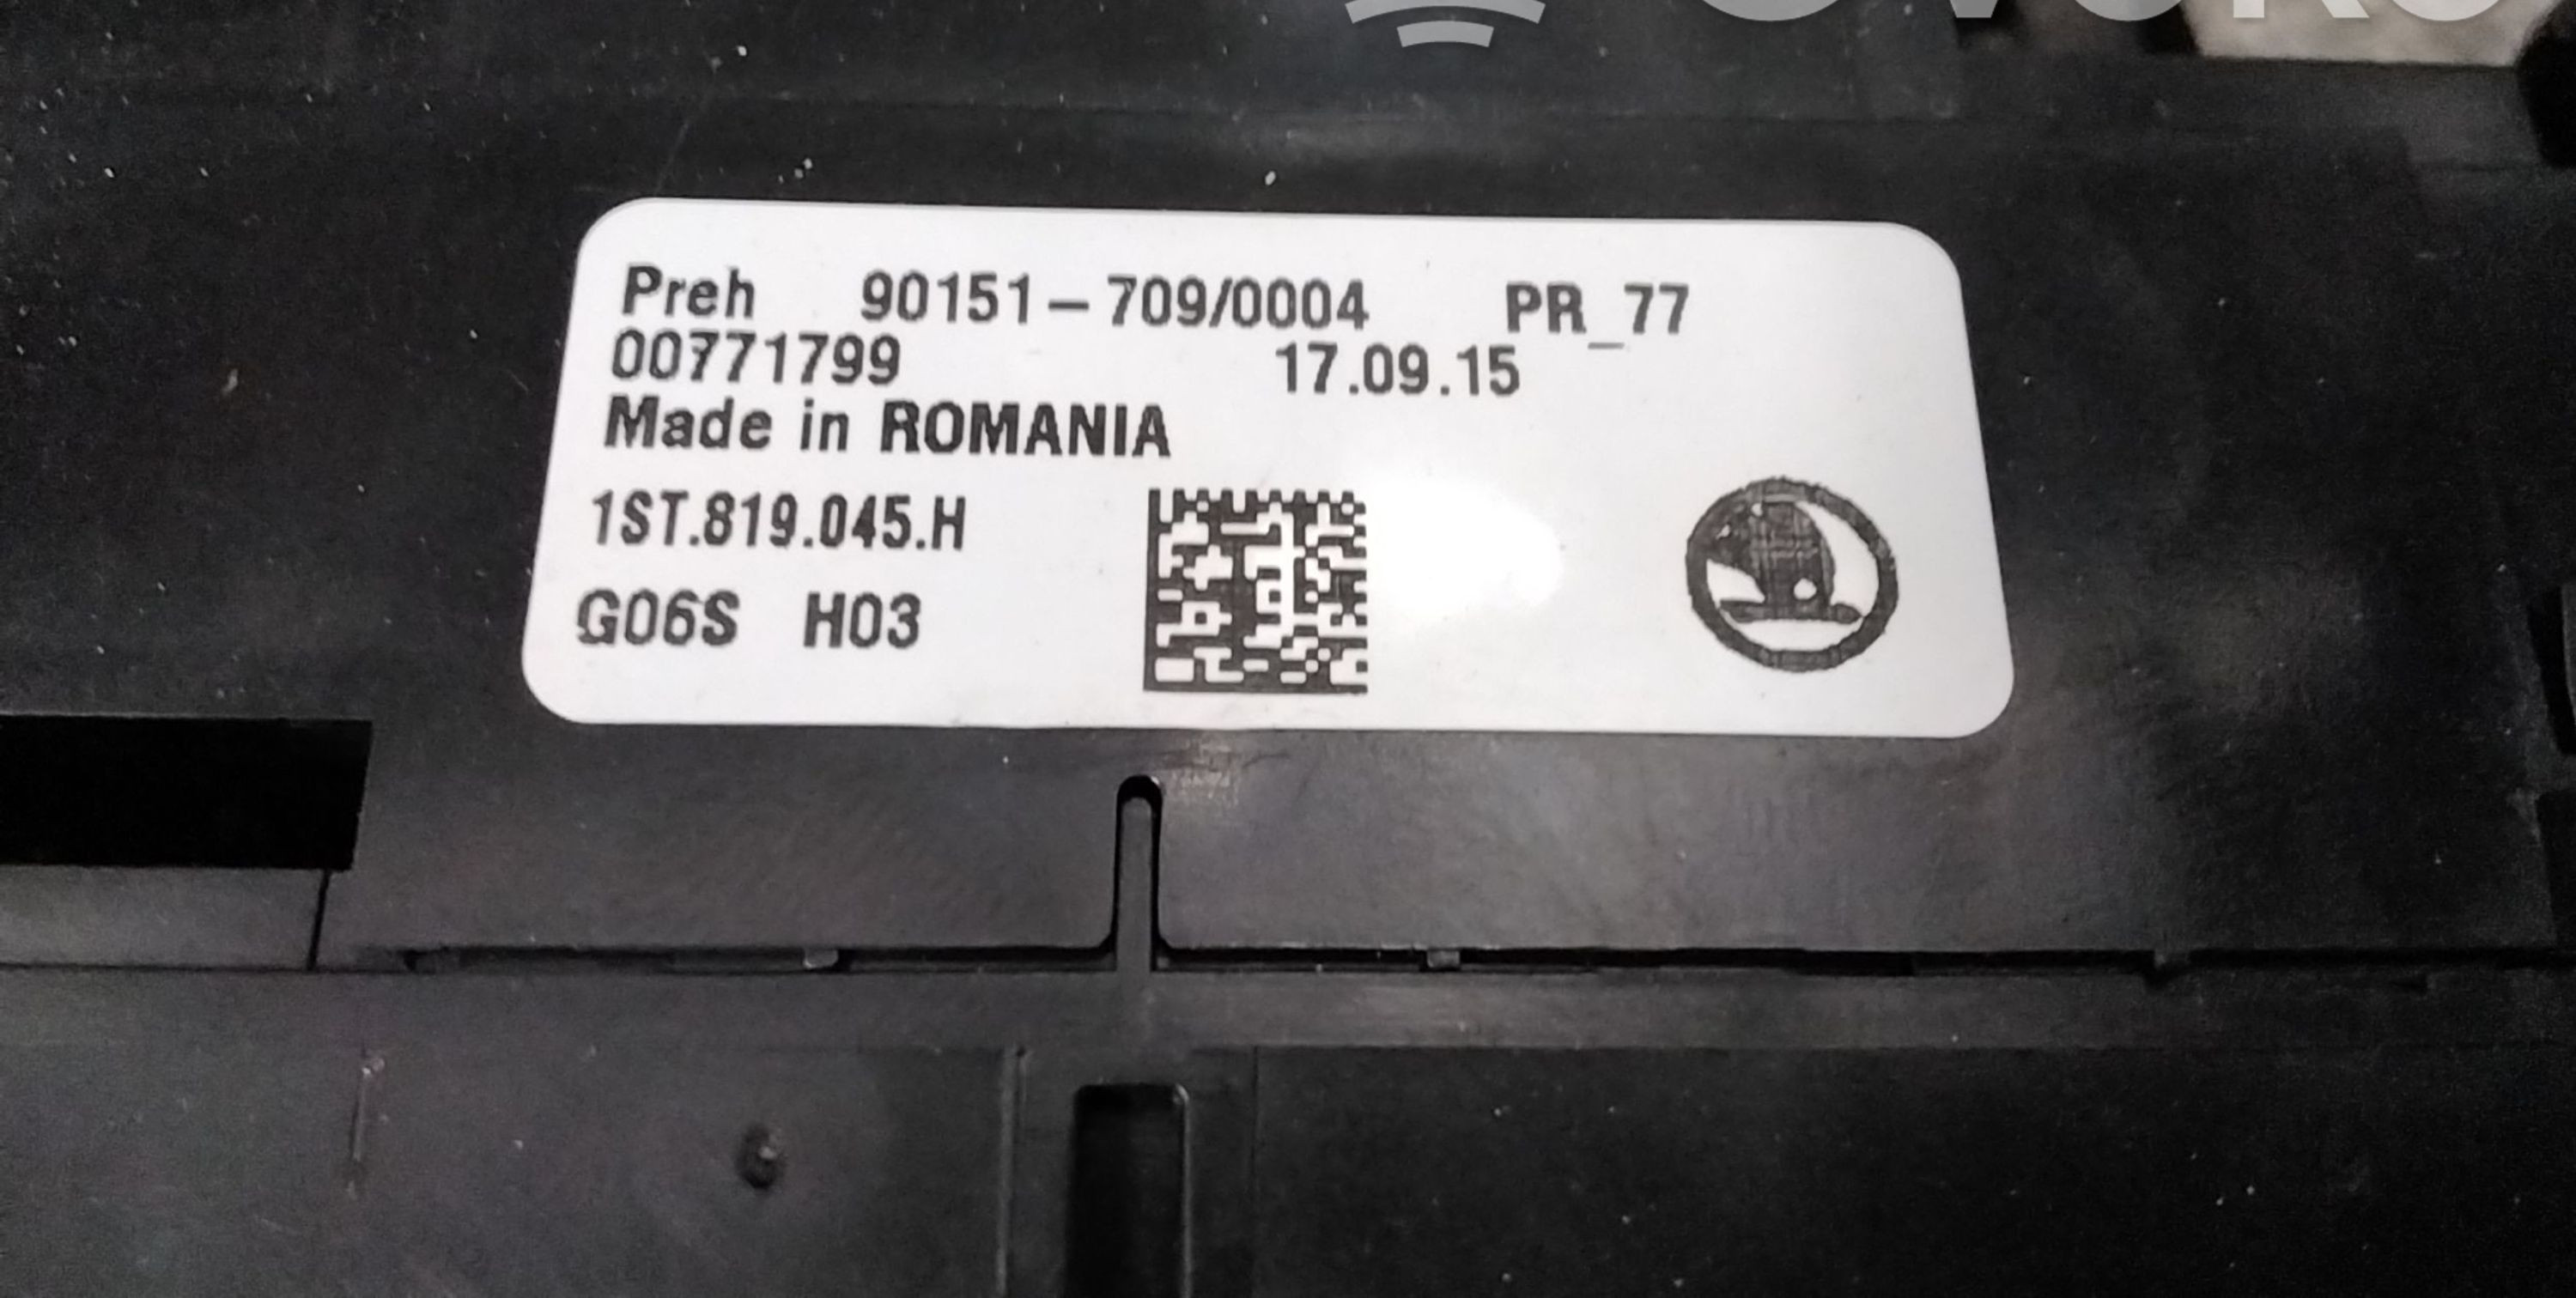 Preh 90151-709/0004 PR_77
00771799 17.09.15
Made in ROMANIA
1ST.819.045.H
G06S H03